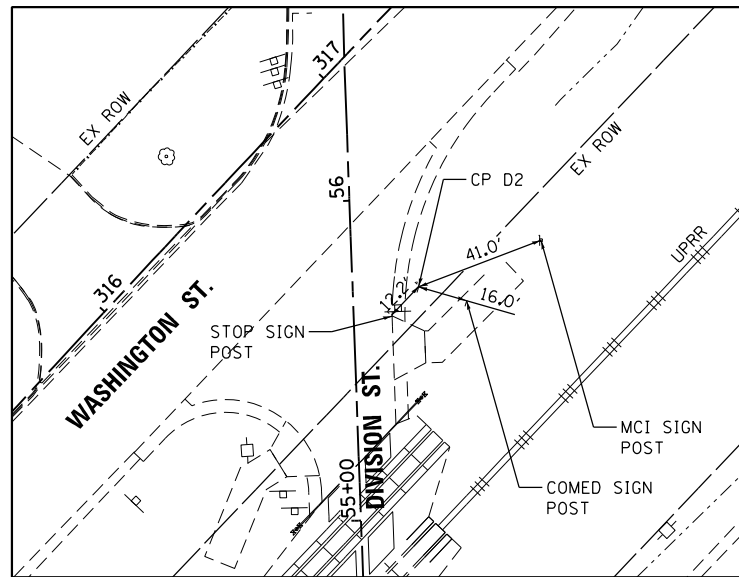 317
EX ROW
56
CP D2
EX ROW
41.0'
UPRR
12.2'
16.0'
316
WASHINGTON ST.
STOP SIGN
POST
DIVISION ST.
MCI SIGN
POST
COMED SIGN
POST
55+00